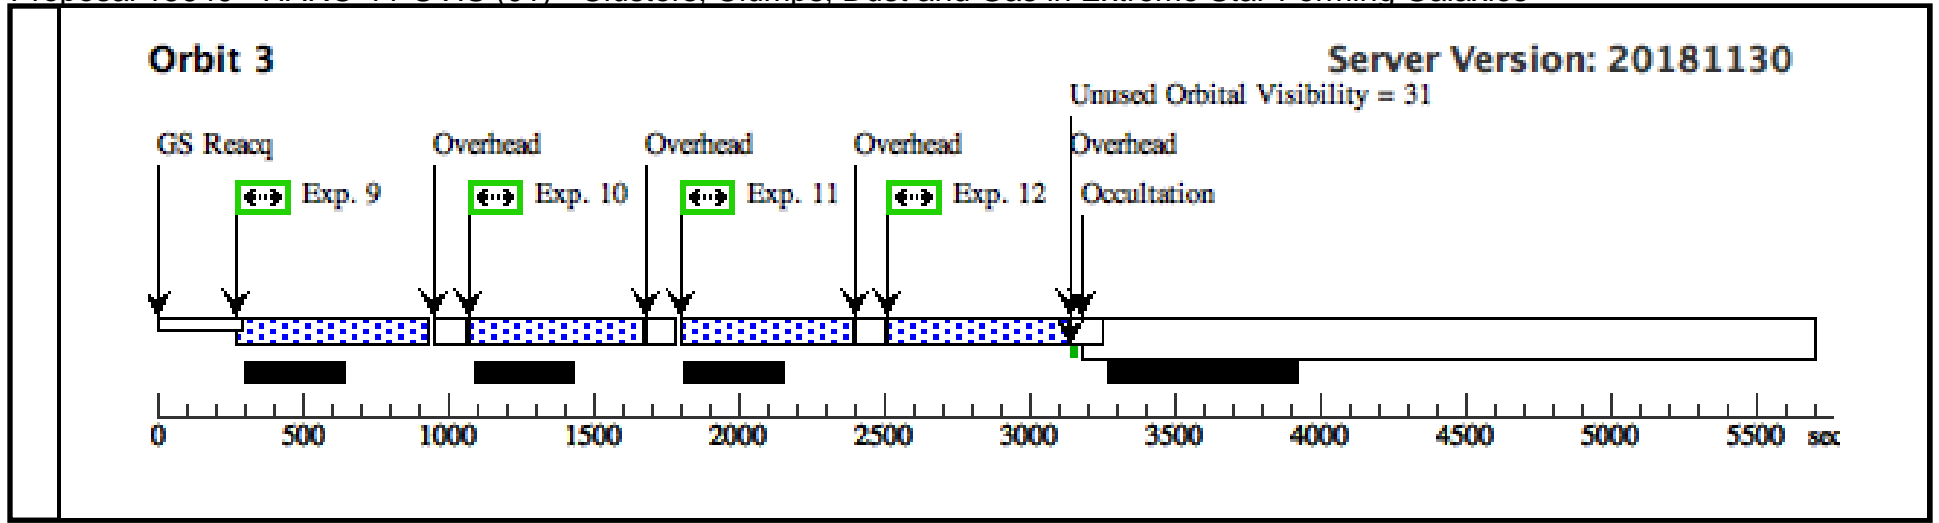 Orbit 3
Server Version: 20181130
Unused Orbital Visibility = 31
GS Reacq Overhead Overhead Overhead Overhead
Exp. 9 Exp. 10 Exp. 11 Exp. 12 Occultation
0 500 1000 1500 2000 2500 3000 3500 4000 4500 5000 5500 sec